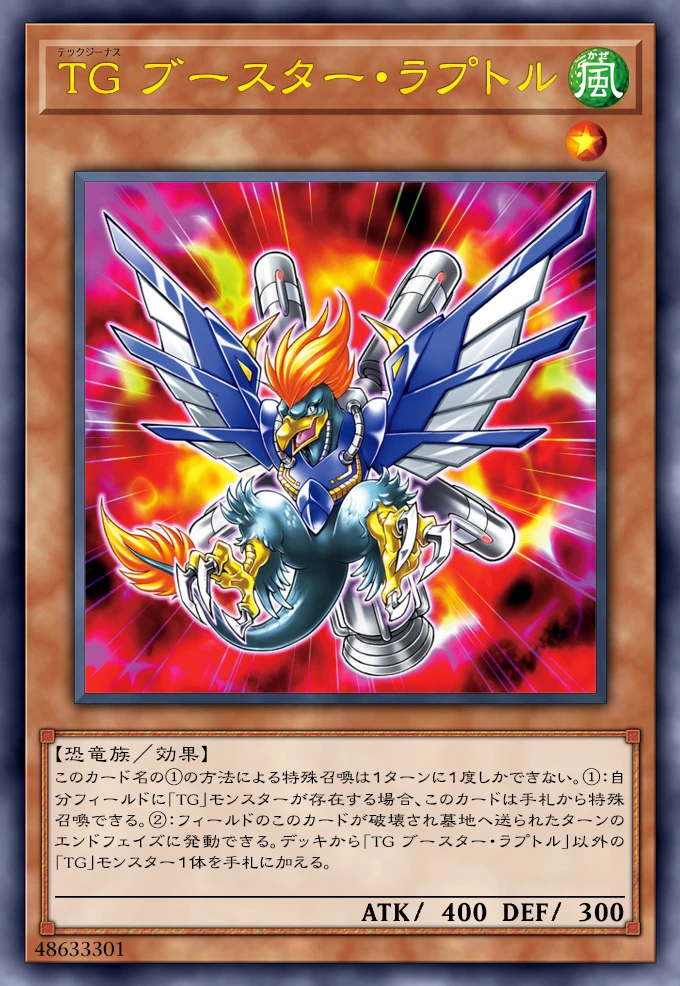 テックジーナス
TG ブースター・ラプトル
かぜ
風
【恐竜族／効果】
このカード名の①の方法による特殊召喚は1ターンに1度しかできない。①：自
分フィールドに「TG」モンスターが存在する場合、このカードは手札から特殊
召喚できる。②：フィールドのこのカードが破壊され墓地へ送られたターンの
エンドフェイズに発動できる。デッキから「TG ブースター・ラプトル」以外の
「TG」モンスター1体を手札に加える。
ATK/ 400 DEF/ 300
48633301